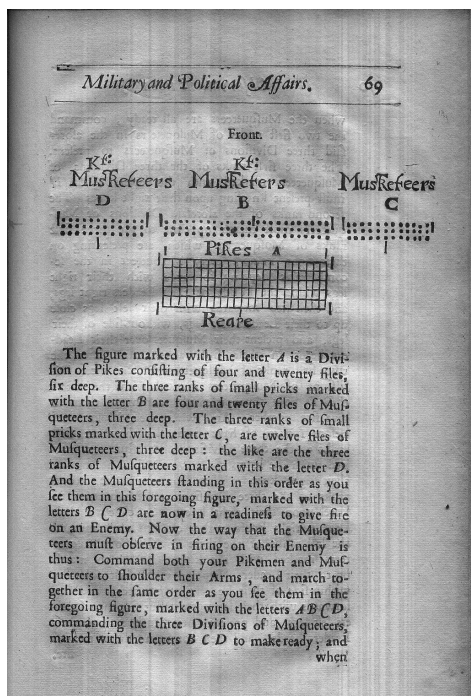 Military and Political Affairs. 69
Front.
Kt: Kt:
Musketeers Musketers Musketeers
D B C
Pikes A
Reare
The figure marked with the letter A is a Divi-
ſion of Pikes conſiſting of four and twenty files,
ſix deep. The three ranks of ſmall pricks marked
with the letter B are four and twenty files of Muſ-
queteers, three deep. The three ranks of ſmall
pricks marked with the letter C, are twelve files of
Muſqueteers, three deep : the like are the three
ranks of Muſqueteers marked with the letter D.
And the Muſqueteers ſtanding in this order as you
ſee them in this foregoing figure, marked with the
letters B C D are now in a readineſs to give fire
on an Enemy. Now the way that the Muſque-
teers muſt obſerve in firing on their Enemy is
thus : Command both your Pikemen and Muſ-
queteers to ſhoulder their Arms , and march to-
gether in the ſame order as you ſee them in the
foregoing figure, marked with the letters A B C D,
commanding the three Diviſions of Muſqueteers,
marked with the letters B C D to make ready ; and
when